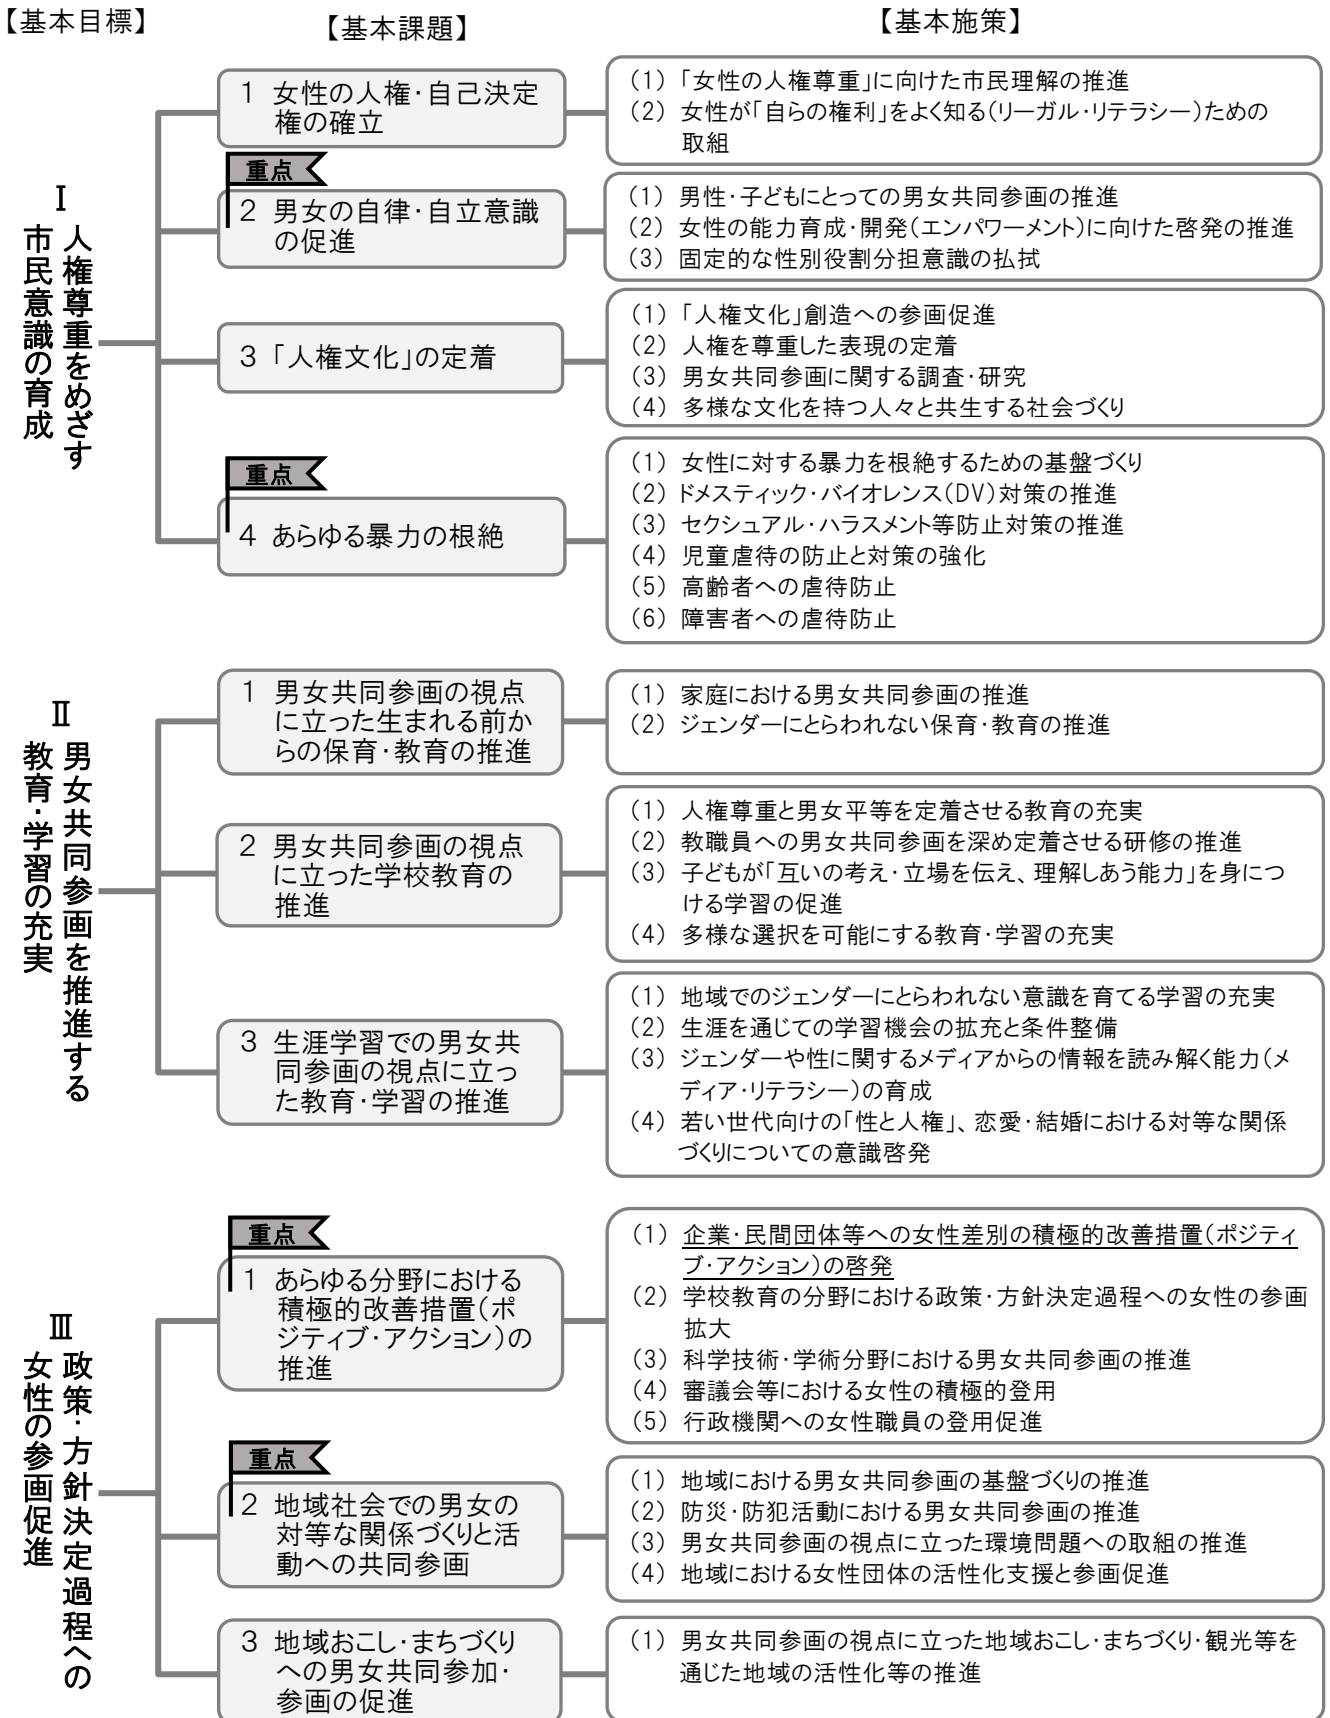 【基本目標】
【基本課題】
【基本施策】
Ⅰ
人権尊重をめざす
市民意識の育成
1 女性の人権・自己決定
権の確立
(1) 「女性の人権尊重」に向けた市民理解の推進
(2) 女性が「自らの権利」をよく知る(リーガル・リテラシー)ための
取組
重点
2 男女の自律・自立意識
の促進
(1) 男性・子どもにとっての男女共同参画の推進
(2) 女性の能力育成・開発(エンパワーメント)に向けた啓発の推進
(3) 固定的な性別役割分担意識の払拭
3 「人権文化」の定着
(1) 「人権文化」創造への参画促進
(2) 人権を尊重した表現の定着
(3) 男女共同参画に関する調査・研究
(4) 多様な文化を持つ人々と共生する社会づくり
重点
4 あらゆる暴力の根絶
(1) 女性に対する暴力を根絶するための基盤づくり
(2) ドメスティック・バイオレンス(DV)対策の推進
(3) セクシュアル・ハラスメント等防止対策の推進
(4) 児童虐待の防止と対策の強化
(5) 高齢者への虐待防止
(6) 障害者への虐待防止
Ⅱ
男女共同参画を推進する
教育・学習の充実
1 男女共同参画の視点
に立った生まれる前か
らの保育・教育の推進
(1) 家庭における男女共同参画の推進
(2) ジェンダーにとらわれない保育・教育の推進
2 男女共同参画の視点
に立った学校教育の
推進
(1) 人権尊重と男女平等を定着させる教育の充実
(2) 教職員への男女共同参画を深め定着させる研修の推進
(3) 子どもが「互いの考え・立場を伝え、理解しあう能力」を身につ
ける学習の促進
(4) 多様な選択を可能にする教育・学習の充実
3 生涯学習での男女共
同参画の視点に立っ
た教育・学習の推進
(1) 地域でのジェンダーにとらわれない意識を育てる学習の充実
(2) 生涯を通じての学習機会の拡充と条件整備
(3) ジェンダーや性に関するメディアからの情報を読み解く能力(メ
ディア・リテラシー)の育成
(4) 若い世代向けの「性と人権」、恋愛・結婚における対等な関係
づくりについての意識啓発
Ⅲ
政策・方針決定過程への
女性の参画促進
重点
1 あらゆる分野における
積極的改善措置(ポ
ジティブ・アクション)の
推進
(1) 企業・民間団体等への女性差別の積極的改善措置(ポジティ
ブ・アクション)の啓発
(2) 学校教育の分野における政策・方針決定過程への女性の参画
拡大
(3) 科学技術・学術分野における男女共同参画の推進
(4) 審議会等における女性の積極的登用
(5) 行政機関への女性職員の登用促進
重点
2 地域社会での男女の
対等な関係づくりと活
動への共同参画
(1) 地域における男女共同参画の基盤づくりの推進
(2) 防災・防犯活動における男女共同参画の推進
(3) 男女共同参画の視点に立った環境問題への取組の推進
(4) 地域における女性団体の活性化支援と参画促進
3 地域おこし・まちづくり
への男女共同参加・
参画の促進
(1) 男女共同参画の視点に立った地域おこし・まちづくり・観光等を
通じた地域の活性化等の推進